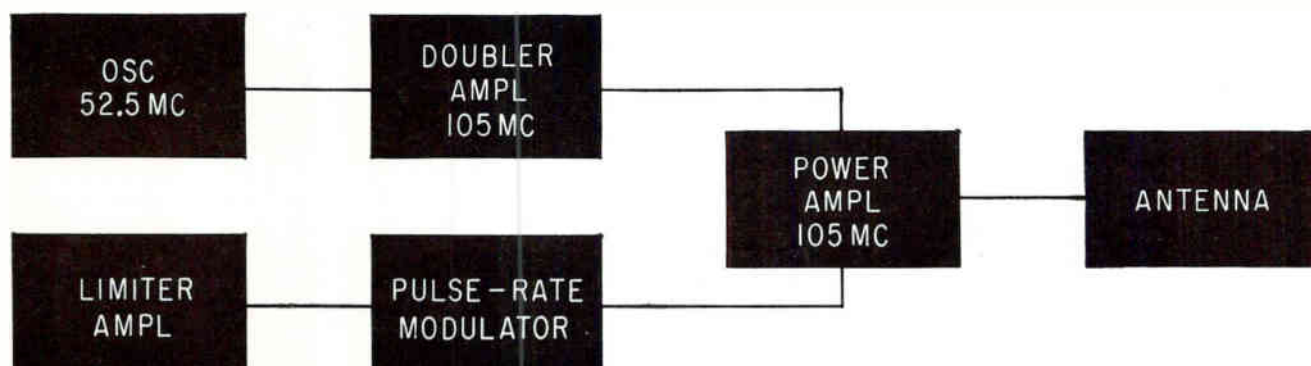 OSC
52.5 MC
DOUBLER
AMPL
105 MC
POWER
AMPL
105 MC
ANTENNA
LIMITER
AMPL
PULSE-RATE
MODULATOR